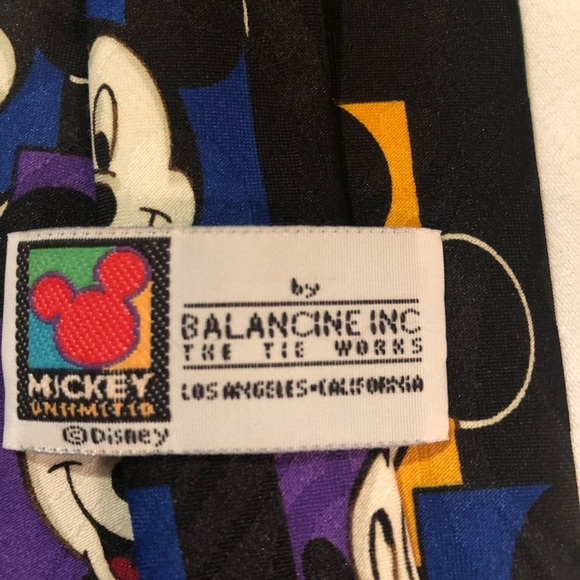 MICKEY
UNLIMITED
©Disney
by
BALANCINE INC
THE TIE WORKS
LOS ANGELES-CALIFORNIA